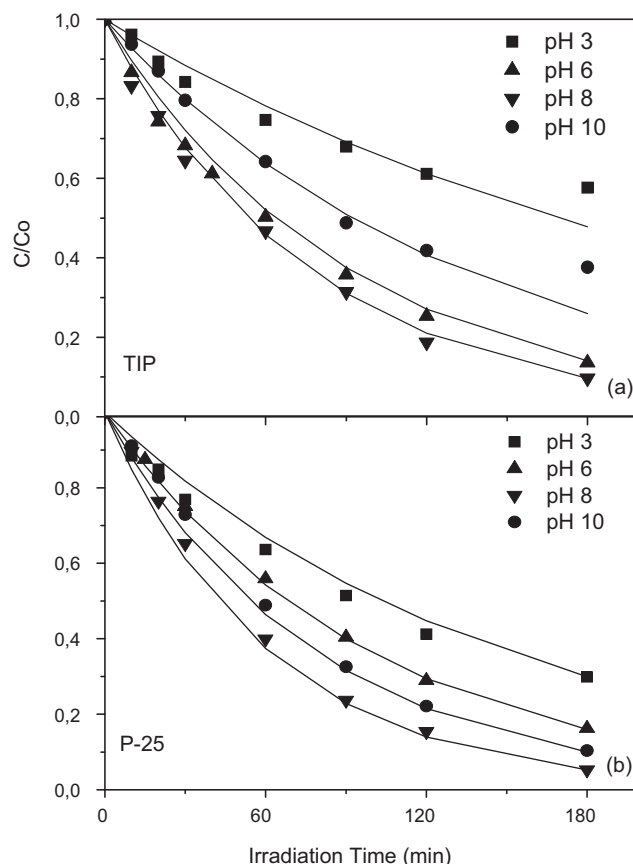 1,0
0,8
0,6
0,4
0,2
C/Co
pH 3
pH 6
pH 8
pH 10
TIP
(a)
0,0
0,8
0,6
0,4
0,2
0,0
pH 3
pH 6
pH 8
pH 10
P-25
(b)
0
60
120
180
Irradiation Time (min)